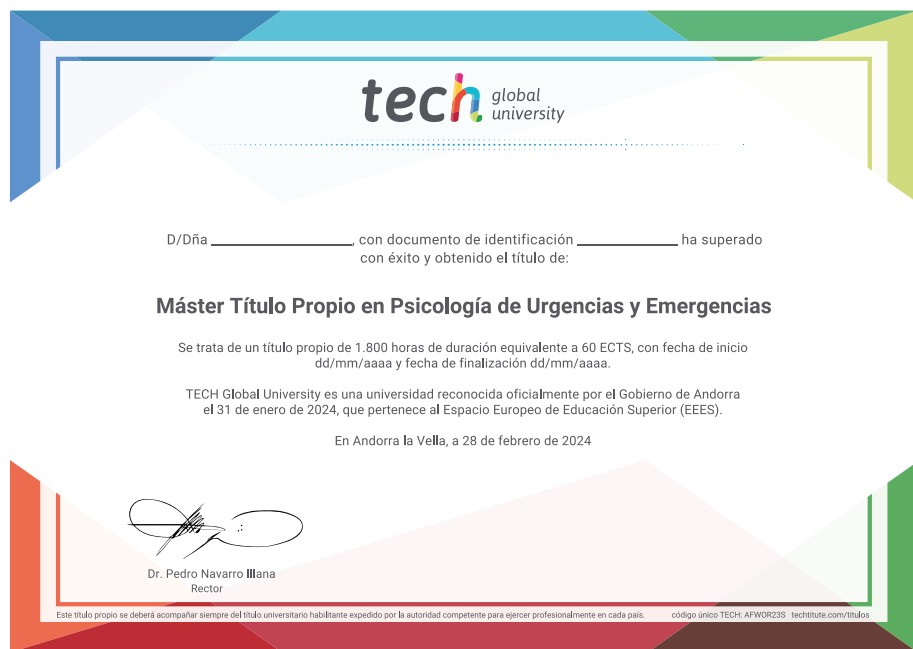 tech global university
D/Dña ________________, con documento de identificación ____________ ha superado
con éxito y obtenido el título de:
Máster Título Propio en Psicología de Urgencias y Emergencias
Se trata de un título propio de 1.800 horas de duración equivalente a 60 ECTS, con fecha de inicio
dd/mm/aaaa y fecha de finalización dd/mm/aaaa.
TECH Global University es una universidad reconocida oficialmente por el Gobierno de Andorra
el 31 de enero de 2024, que pertenece al Espacio Europeo de Educación Superior (EEES).
En Andorra la Vella, a 28 de febrero de 2024
Dr. Pedro Navarro Illana
Rector
Este título propio se deberá acompañar siempre del título universitario habilitante expedido por la autoridad competente para ejercer profesionalmente en cada país. código único TECH: AFWOR23S techtitute.com/titulos